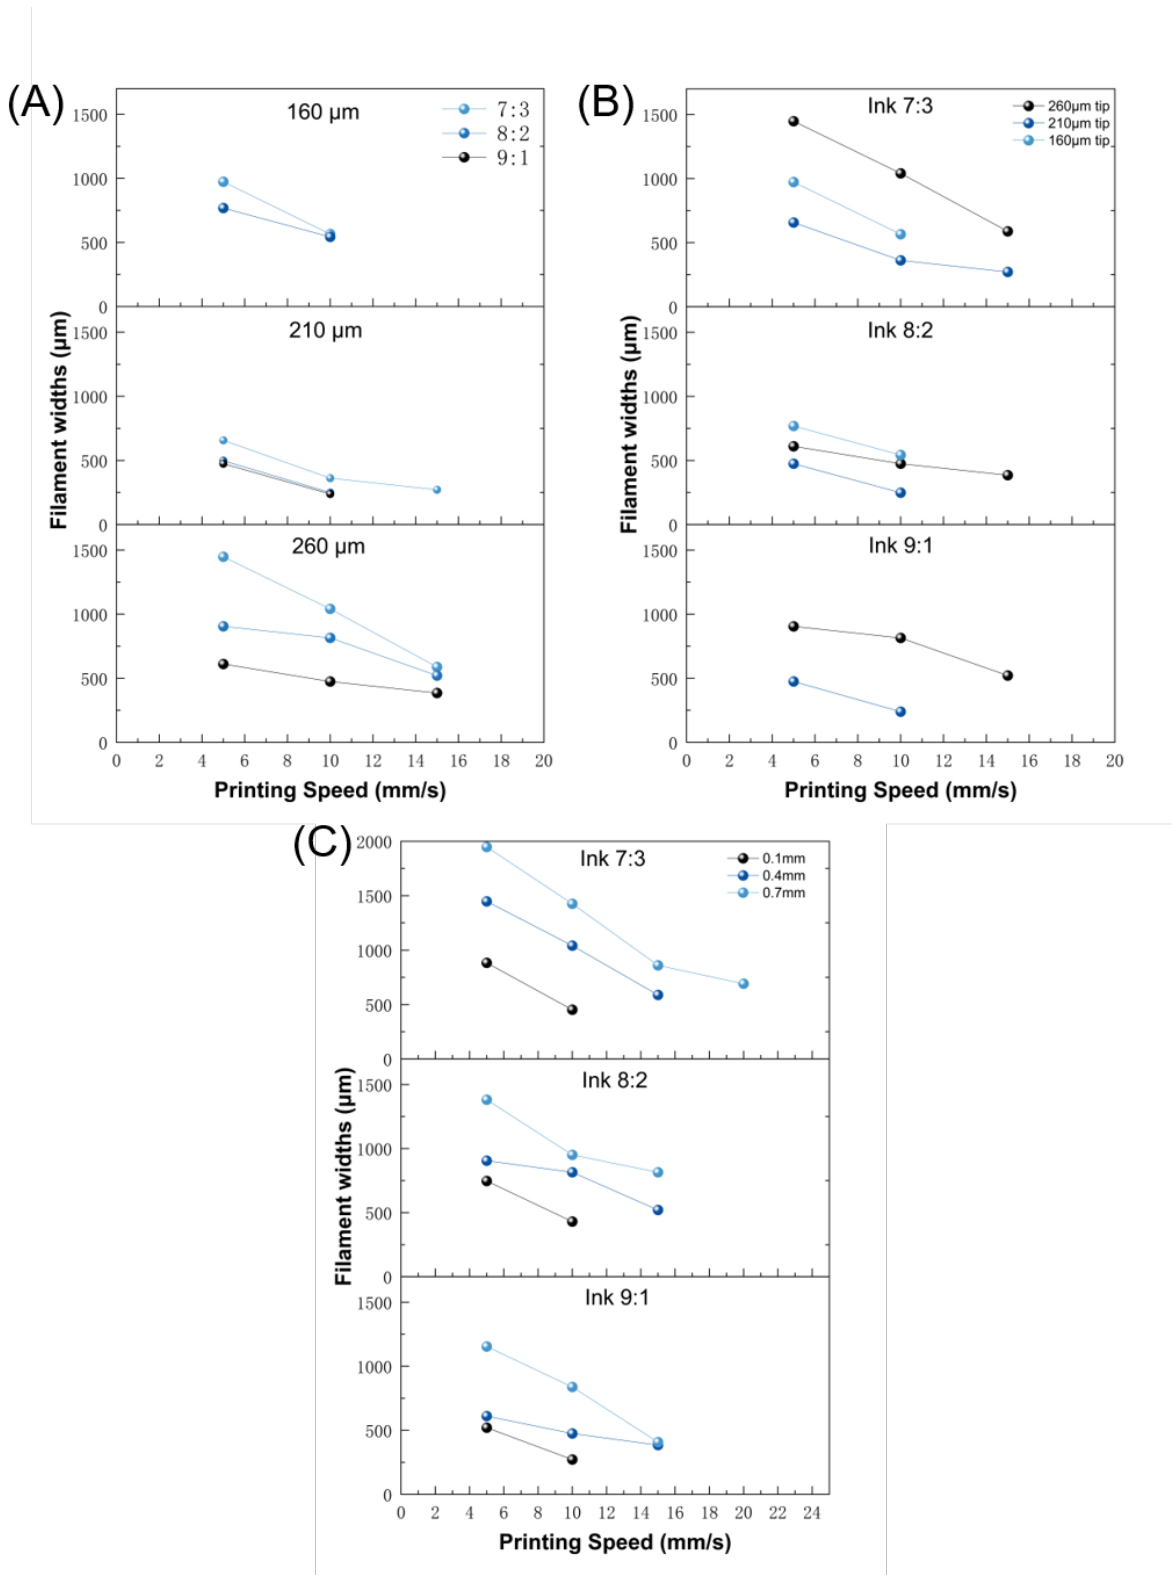 (A)
160 µm
7:3
8:2
9:1
1500
1000
500
0
210 µm
1500
1000
500
0
260 µm
1500
1000
500
0
0 2 4 6 8 10 12 14 16 18 20
Filament widths (µm)
Printing Speed (mm/s)
(B)
Ink 7:3
260µm tip
210µm tip
160µm tip
1500
1000
500
0
Ink 8:2
1500
1000
500
0
Ink 9:1
1500
1000
500
0
0 2 4 6 8 10 12 14 16 18 20
Filament widths (µm)
Printing Speed (mm/s)
(C)
Ink 7:3
0.1mm
0.4mm
0.7mm
2000
1500
1000
500
0
Ink 8:2
1500
1000
500
0
Ink 9:1
1500
1000
500
0
0 2 4 6 8 10 12 14 16 18 20 22 24
Filament widths (µm)
Printing Speed (mm/s)